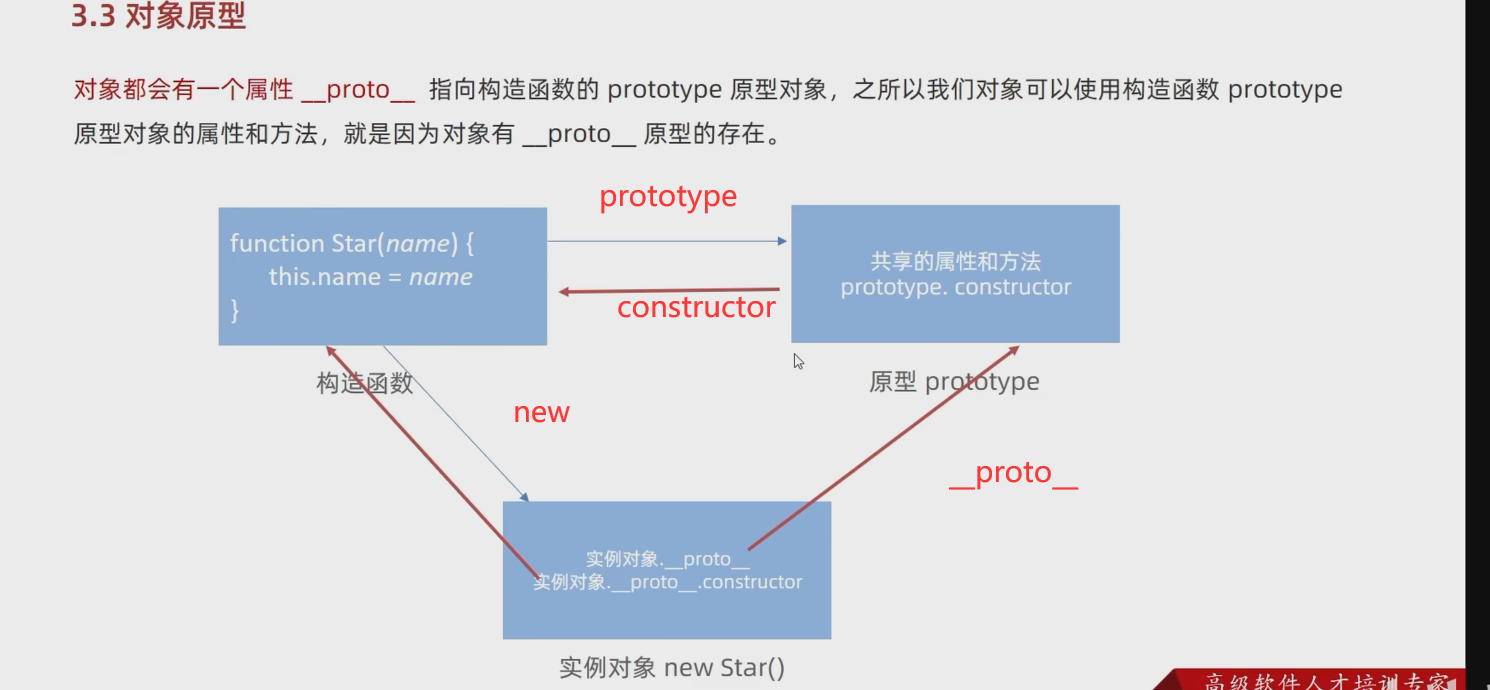 3.3 对象原型
对象都会有一个属性 __proto__ 指向构造函数的 prototype 原型对象，之所以我们对象可以使用构造函数 prototype
原型对象的属性和方法，就是因为对象有 __proto__ 原型的存在。
prototype
function Star(name) {
this.name = name
}
共享的属性和方法
prototype. constructor
constructor
构造函数
原型 prototype
new
__proto__
实例对象.__proto__
实例对象.__proto__.constructor
实例对象 new Star()
高级软件人才培训专家